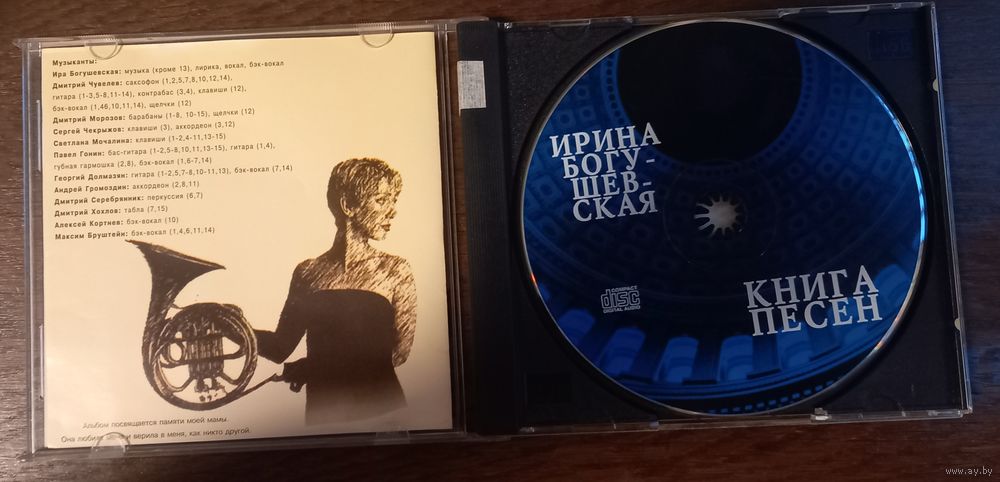 Музыканты:
Ира Богушевская: музыка (кроме 13), лирика, вокал, бэк-вокал
Дмитрий Чувелев: саксофон (1,2,5,7,8,10,12,14),
гитара (1-3,5-8,11-14), контрабас (3,4), клавиши (12),
бэк-вокал (1,46,10,11,14), щелчки (12)
Дмитрий Морозов: барабаны (1-8, 10-15), щелчки (12)
Сергей Чекрыжов: клавиши (3), аккордеон (3,12)
Светлана Мочалина: клавиши (1-2,4-11,13-15)
Павел Гонин: бас-гитара (1-2,5-8,10,11,13-15), гитара (1,4),
губная гармошка (2,8), бэк-вокал (1,6-7,14)
Георгий Долмазян: гитара (1-2,5,7-8,10-11,13), бэк-вокал (7,14)
Андрей Громоздин: аккордеон (2,8,11)
Дмитрий Серебрянник: перкуссия (6,7)
Дмитрий Хохлов: табла (7,15)
Алексей Кортнев: бэк-вокал (10)
Максим Бруштейн: бэк-вокал (1,4,6,11,14)
Альбом посвящается памяти моей мамы.
Она любила и верила в меня, как никто другой.
ИРИНА
БОГУ-
ШЕВ-
СКАЯ
COMPACT
disc
DIGITAL AUDIO
КНИГА
ПЕСЕН
www.ay.by